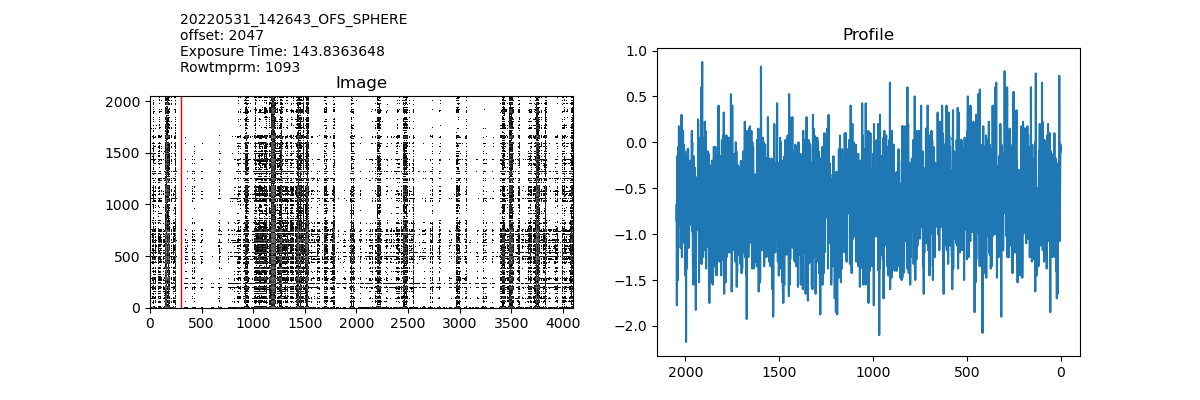 20220531_142643_OFS_SPHERE
offset: 2047
Exposure Time: 143.8363648
Rowtmprm: 1093
Image
2000
1500
1000
500
0
0 500 1000 1500 2000 2500 3000 3500 4000
Profile
1.0
0.5
0.0
−0.5
−1.0
−1.5
−2.0
2000 1500 1000 500 0